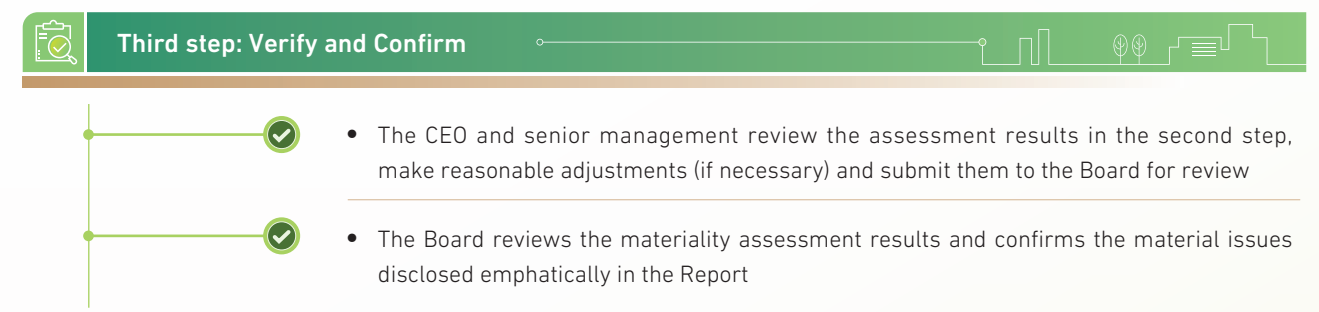 Third step: Verify and Confirm
• The CEO and senior management review the assessment results in the second step,
make reasonable adjustments (if necessary) and submit them to the Board for review
• The Board reviews the materiality assessment results and confirms the material issues
disclosed emphatically in the Report